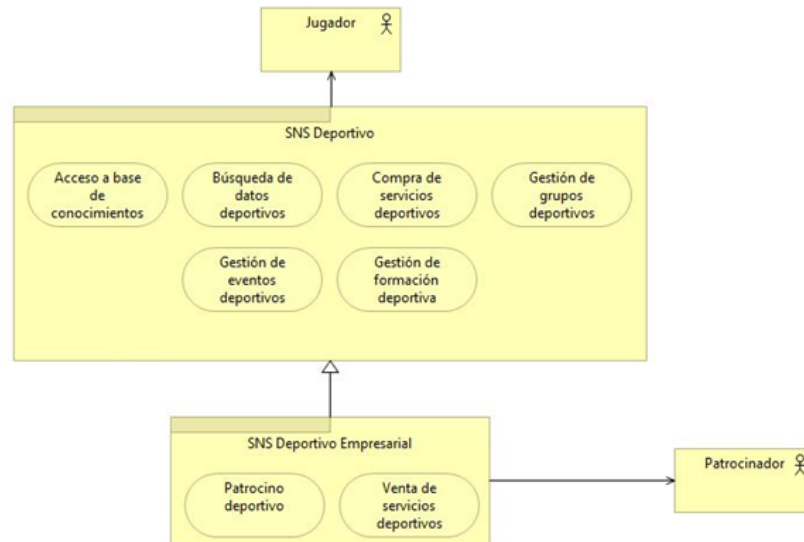 Jugador
SNS Deportivo
Acceso a base
de
conocimientos
Búsqueda de
datos
deportivos
Compra de
servicios
deportivos
Gestión de
grupos
deportivos
Gestión de
eventos
deportivos
Gestión de
formación
deportiva
SNS Deportivo Empresarial
Patrocino
deportivo
Venta de
servicios
deportivos
Patrocinador